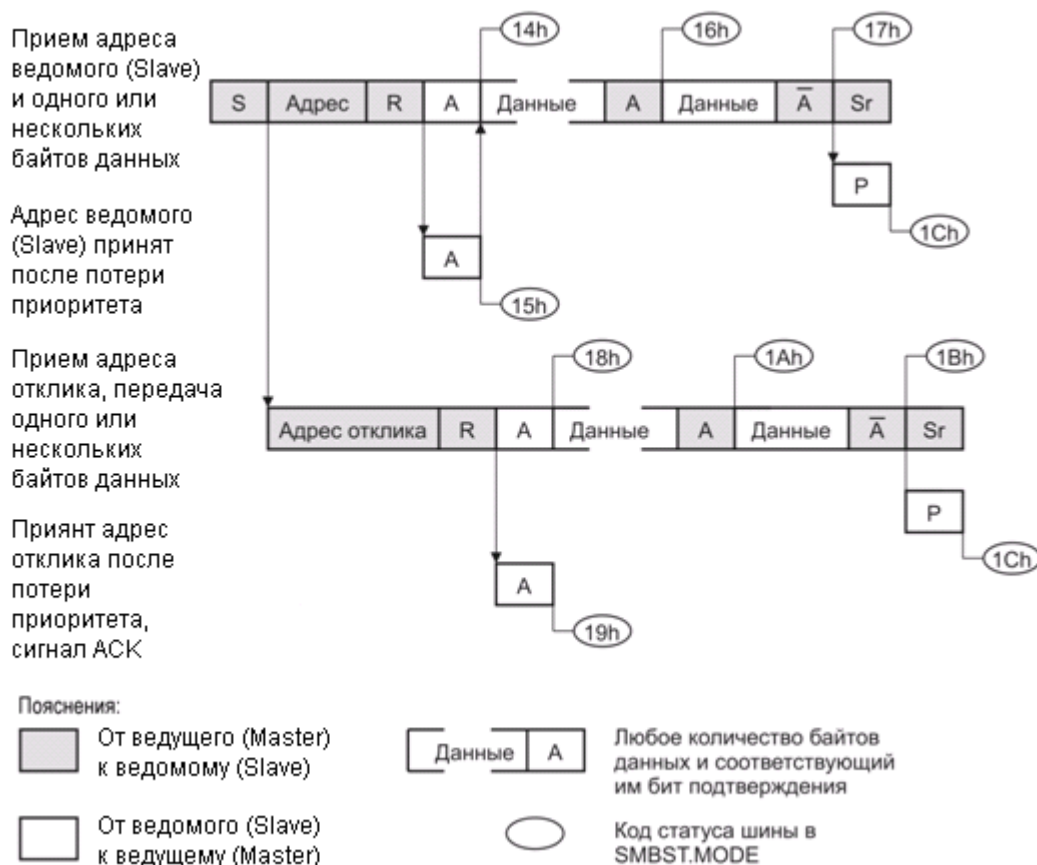 Прием адреса
ведомого (Slave)
и одного или
нескольких
байтов данных
14h
16h
17h
S
Адрес
R
A
Данные
A
Данные
A̅
Sr
P
1Ch
Адрес ведомого
(Slave) принят
после потери
приоритета
A
15h
Прием адреса
отклика, передача
одного или
нескольких
байтов данных
18h
1Ah
1Bh
Адрес отклика
R
A
Данные
A
Данные
A̅
Sr
P
1Ch
Приянт адрес
отклика после
потери
приоритета,
сигнал ACK
A
19h
Пояснения:
От ведущего (Master)
к ведомому (Slave)
Данные
A
Любое количество байтов
данных и соответствующий
им бит подтверждения
От ведомого (Slave)
к ведущему (Master)
Код статуса шины в
SMBST.MODE